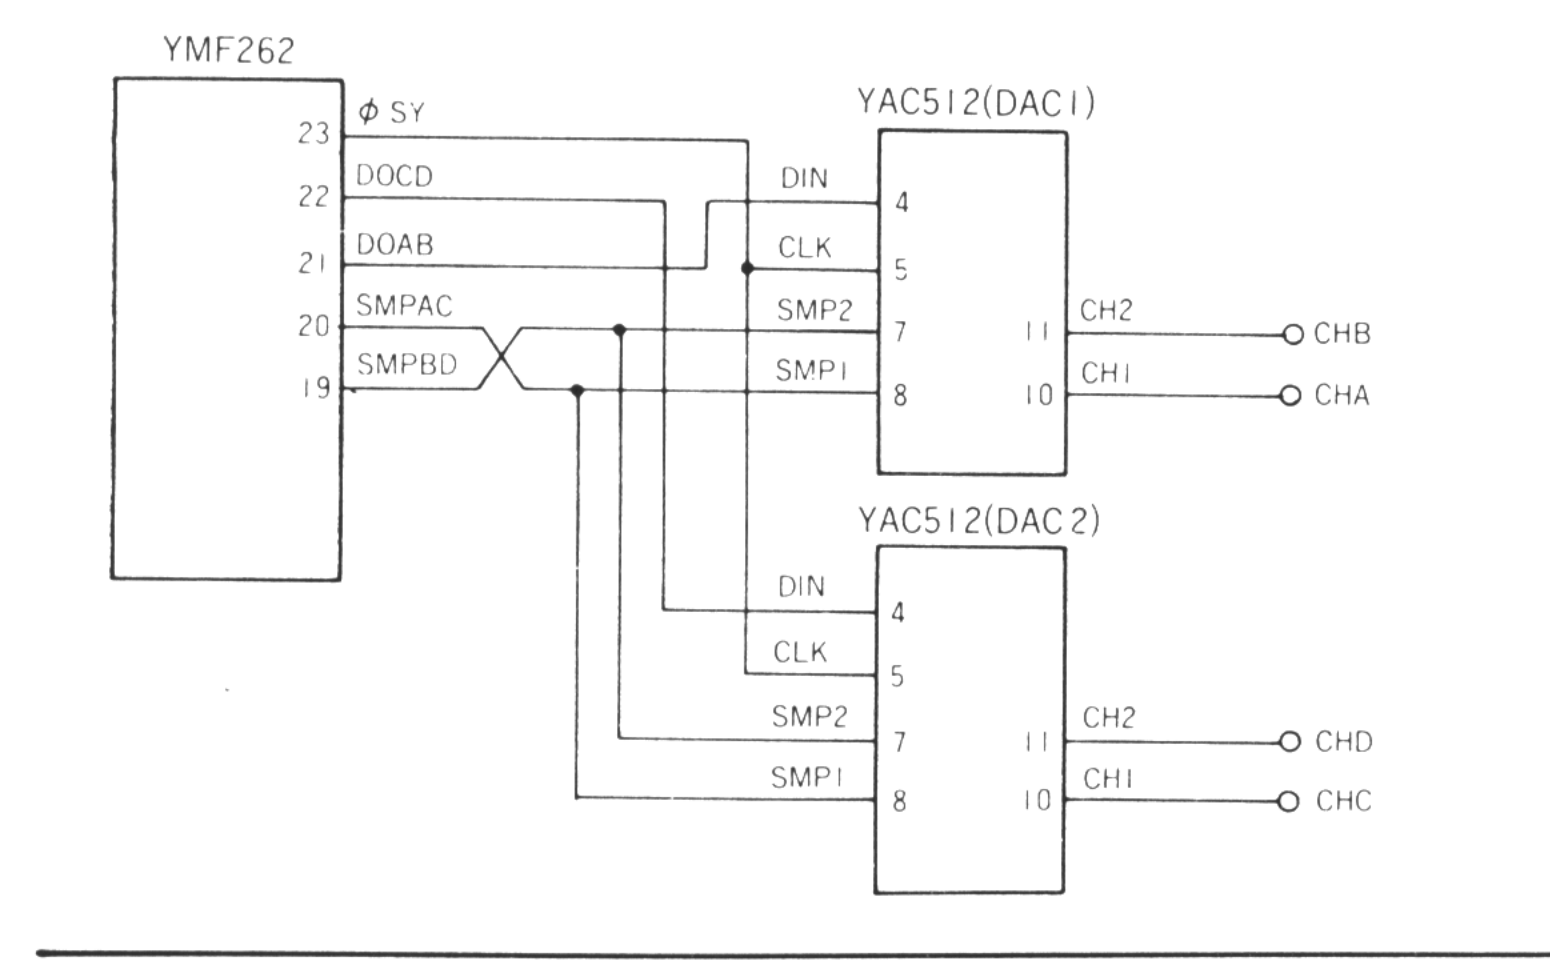 YMF262
23
φ SY
22
DOCD
21
DOAB
20
SMPAC
19
SMPBD
YAC512(DAC1)
DIN
4
CLK
5
SMP2
7
SMP1
8
11
CH2
CHB
10
CH1
CHA
YAC512(DAC2)
DIN
4
CLK
5
SMP2
7
SMP1
8
11
CH2
CHD
10
CH1
CHC